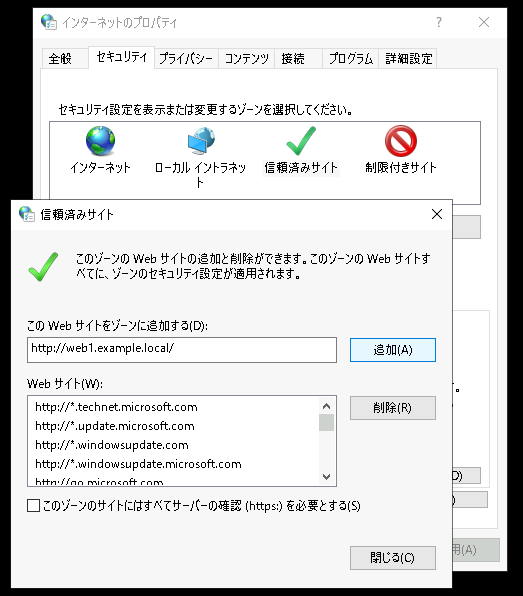 インターネットのプロパティ
?
全般
セキュリティ
プライバシー
コンテンツ
接続
プログラム
詳細設定
セキュリティ設定を表示または変更するゾーンを選択してください。
インターネット
ローカル イントラネッ
ト
信頼済みサイト
制限付きサイト
信頼済みサイト
このゾーンの Web サイトの追加と削除ができます。このゾーンの Web サイトす
べてに、ゾーンのセキュリティ設定が適用されます。
この Web サイトをゾーンに追加する(D):
http://web1.example.local/
追加(A)
Web サイト(W):
http://*.technet.microsoft.com
http://*.update.microsoft.com
http://*.windowsupdate.com
http://*.windowsupdate.microsoft.com
http://go.microsoft.com
削除(R)
このゾーンのサイトにはすべてサーバーの確認 (https:) を必要とする(S)
閉じる(C)
D)
用(A)